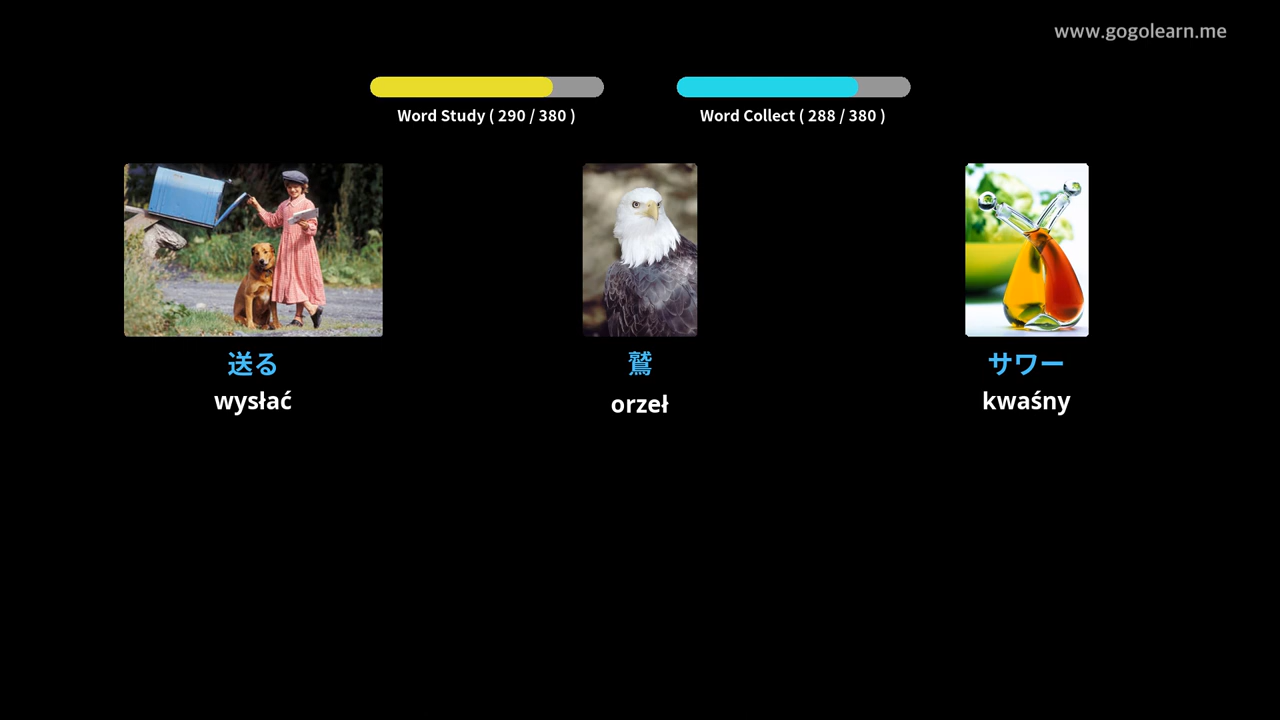 www.gogolearn.me
Word Study ( 290 / 380 )
Word Collect ( 288 / 380 )
送る
鷲
サワー
wysłać
orzeł
kwaśny